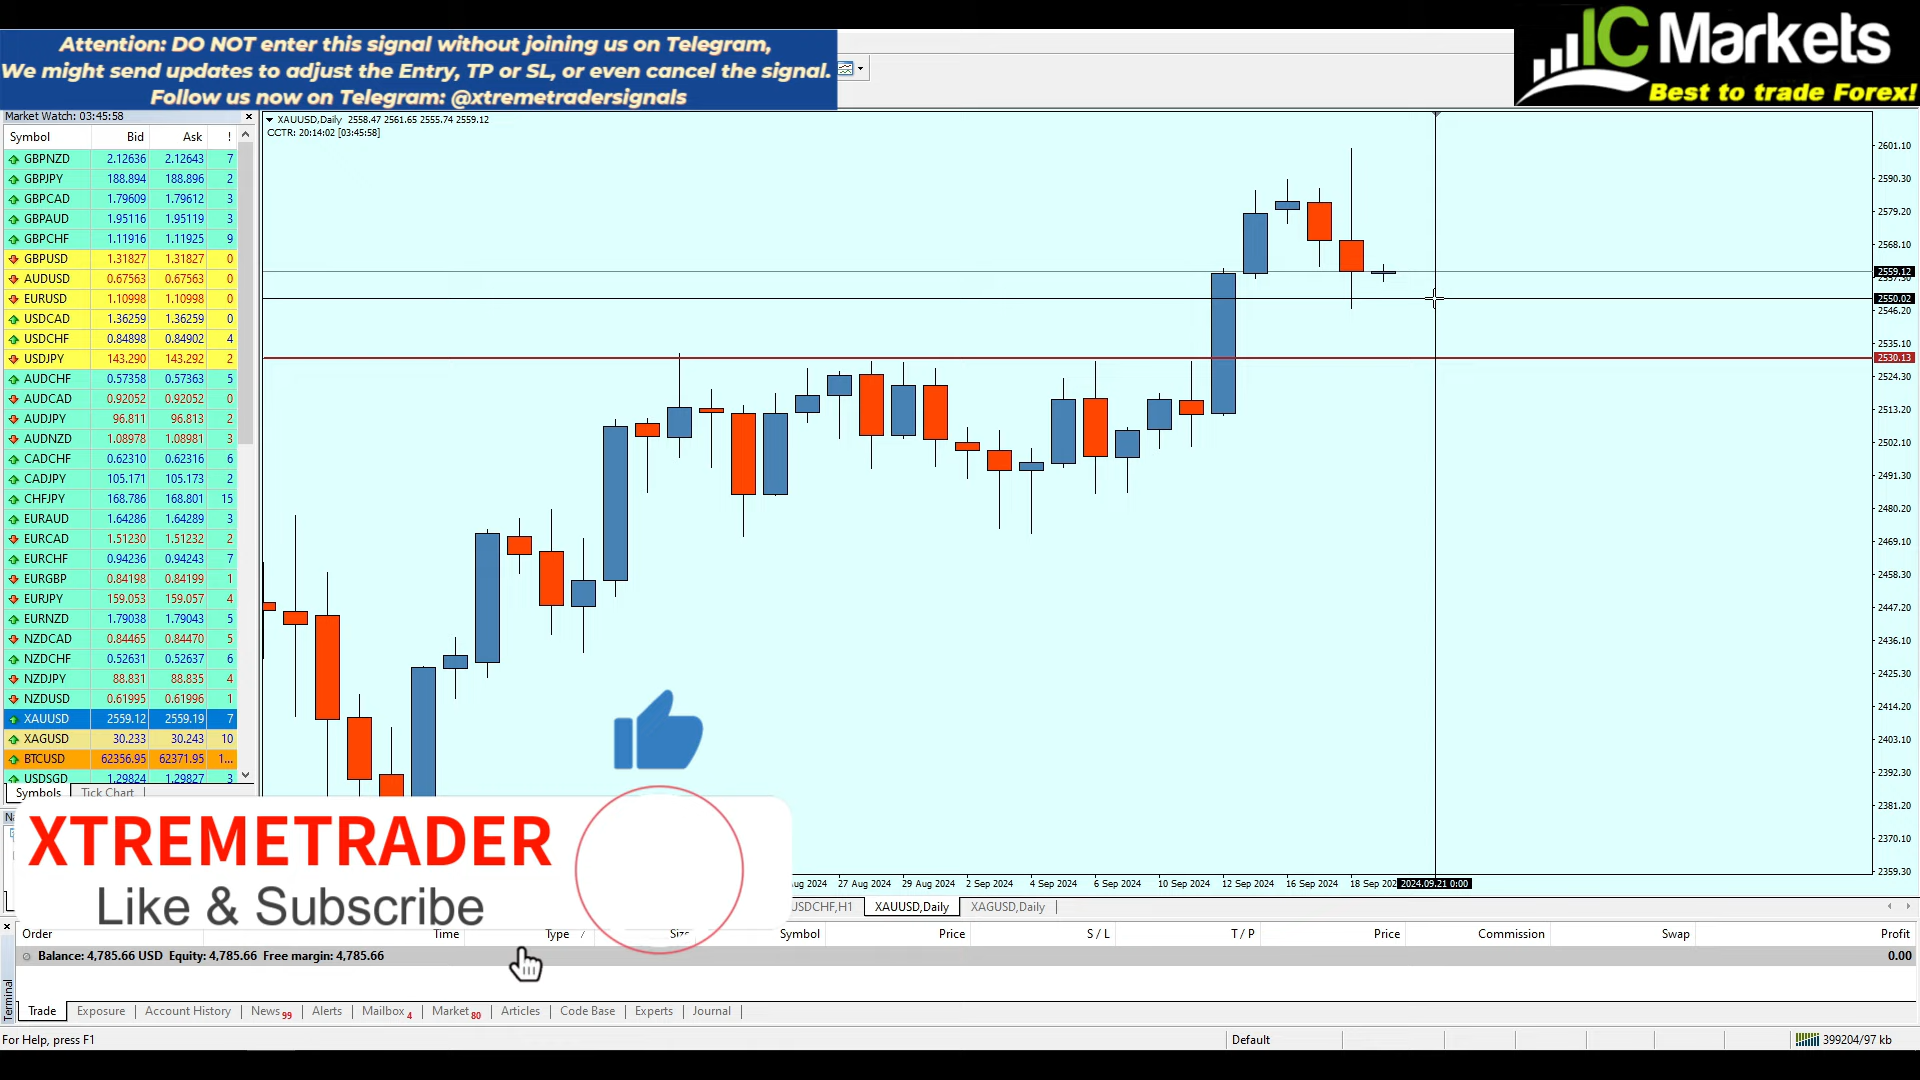 Attention: DO NOT enter this signal without joining us on Telegram,
We might send updates to adjust the Entry, TP or SL, or even cancel the signal.
Follow us now on Telegram: @xtremetradersignals
IC Markets
Best to trade Forex!
Market Watch: 03:45:58
Symbol Bid Ask !
GBPNZD 2.12636 2.12643 7
GBPJPY 188.894 188.896 2
GBPCAD 1.79609 1.79612 3
GBPAUD 1.95116 1.95119 3
GBPCHF 1.11916 1.11925 9
GBPUSD 1.31827 1.31827 0
AUDUSD 0.67563 0.67563 0
EURUSD 1.10998 1.10998 0
USDCAD 1.36259 1.36259 0
USDCHF 0.84898 0.84902 4
USDJPY 143.290 143.292 2
AUDCHF 0.57358 0.57363 5
AUDCAD 0.92052 0.92052 0
AUDJPY 96.811 96.813 2
AUDNZD 1.08978 1.08981 3
CADCHF 0.62310 0.62316 6
CADJPY 105.171 105.173 2
CHFJPY 168.786 168.801 15
EURAUD 1.64286 1.64289 3
EURCAD 1.51230 1.51232 2
EURCHF 0.94236 0.94243 7
EURGBP 0.84198 0.84199 1
EURJPY 159.053 159.057 4
EURNZD 1.79038 1.79043 5
NZDCAD 0.84465 0.84470 5
NZDCHF 0.52631 0.52637 6
NZDJPY 88.831 88.835 4
NZDUSD 0.61995 0.61996 1
XAUUSD 2559.12 2559.19 7
XAGUSD 30.233 30.243 10
BTCUSD 62356.95 62371.95 1...
USDSGD 1.29824 1.29827 3
Symbols Tick Chart
XAUUSD,Daily 2558.47 2561.65 2555.74 2559.12
CCTR: 20:14:02 [03:45:58]
2601.10
2590.30
2579.20
2568.10
2559.12
2550.02
2546.20
2535.10
2530.13
2524.30
2513.20
2502.10
2491.30
2480.20
2469.10
2458.30
2447.20
2436.10
2425.30
2414.20
2403.10
2392.30
2381.20
2370.10
2359.30
ug 2024 27 Aug 2024 29 Aug 2024 2 Sep 2024 4 Sep 2024 6 Sep 2024 10 Sep 2024 12 Sep 2024 16 Sep 2024 18 Sep 202 2024.09.21 0:00
XTREMETRADER
Like & Subscribe
USDCHF,H1 XAUUSD,Daily XAGUSD,Daily
Order Time Type / Size Symbol Price S / L T / P Price Commission Swap Profit
Balance: 4,785.66 USD Equity: 4,785.66 Free margin: 4,785.66 0.00
Terminal
Trade Exposure Account History News 99 Alerts Mailbox 4 Market 80 Articles Code Base Experts Journal
For Help, press F1 Default 399204/97 kb